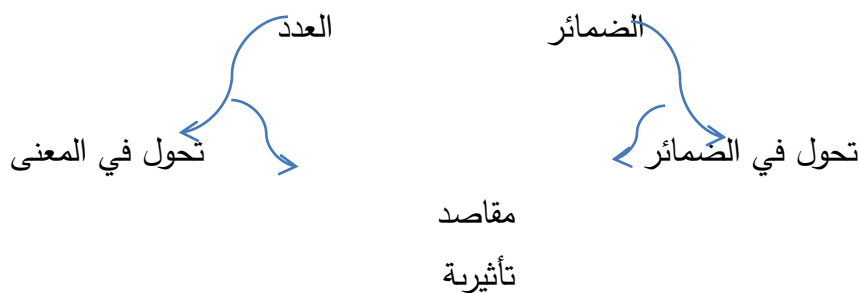 الضمائر العدد
تحول في الضمائر تحول في المعنى
مقاصد
تأثيرية